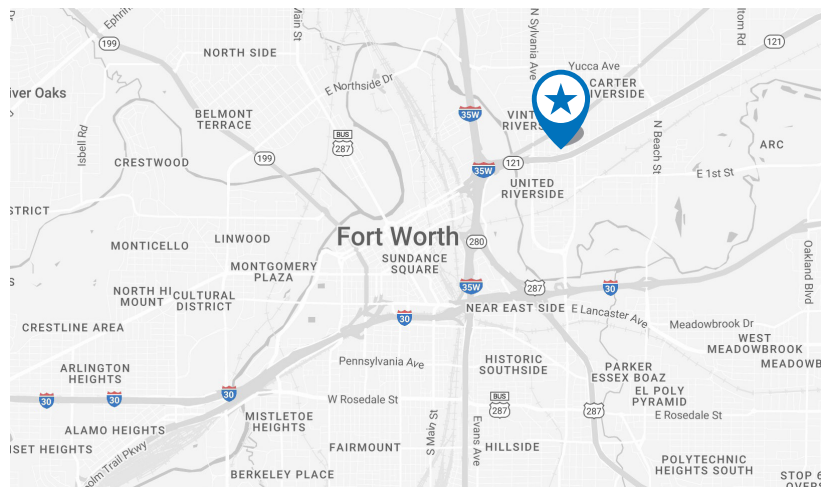 Ephrin
Main St
N Sylvania Ave
ltom Rd
199
121
NORTH SIDE
Yucca Ave
E Northside Dr
CARTER
iver Oaks
BELMONT
TERRACE
35W
Isbell Rd
BUS
287
N Beach St
ARC
CRESTWOOD
199
121
35W
E 1st St
UNITED
RIVERSIDE
STRICT
Fort Worth
280
MONTICELLO
LINWOOD
SUNDANCE
SQUARE
MONTGOMERY
PLAZA
Oakland Blvd
S
NORTH HI
MOUNT
CULTURAL
DISTRICT
35W
287
30
NEAR EAST SIDE
E Lancaster Ave
30
CRESTLINE AREA
Meadowbrook Dr
WEST
MEADOWBROOK
ARLINGTON
HEIGHTS
Pennsylvania Ave
HISTORIC
SOUTHSIDE
PARKER
ESSEX BOAZ
MEADOWB
EL POLY
PYRAMID
30
30
30
W Rosedale St
BUS
287
287
E Rosedale St
MISTLETOE
HEIGHTS
S Main St
Evans Ave
ALAMO HEIGHTS
SET HEIGHTS
olm Trail Pkwy
FAIRMOUNT
HILLSIDE
POLYTECHNIC
HEIGHTS SOUTH
BERKELEY PLACE
STOP 6